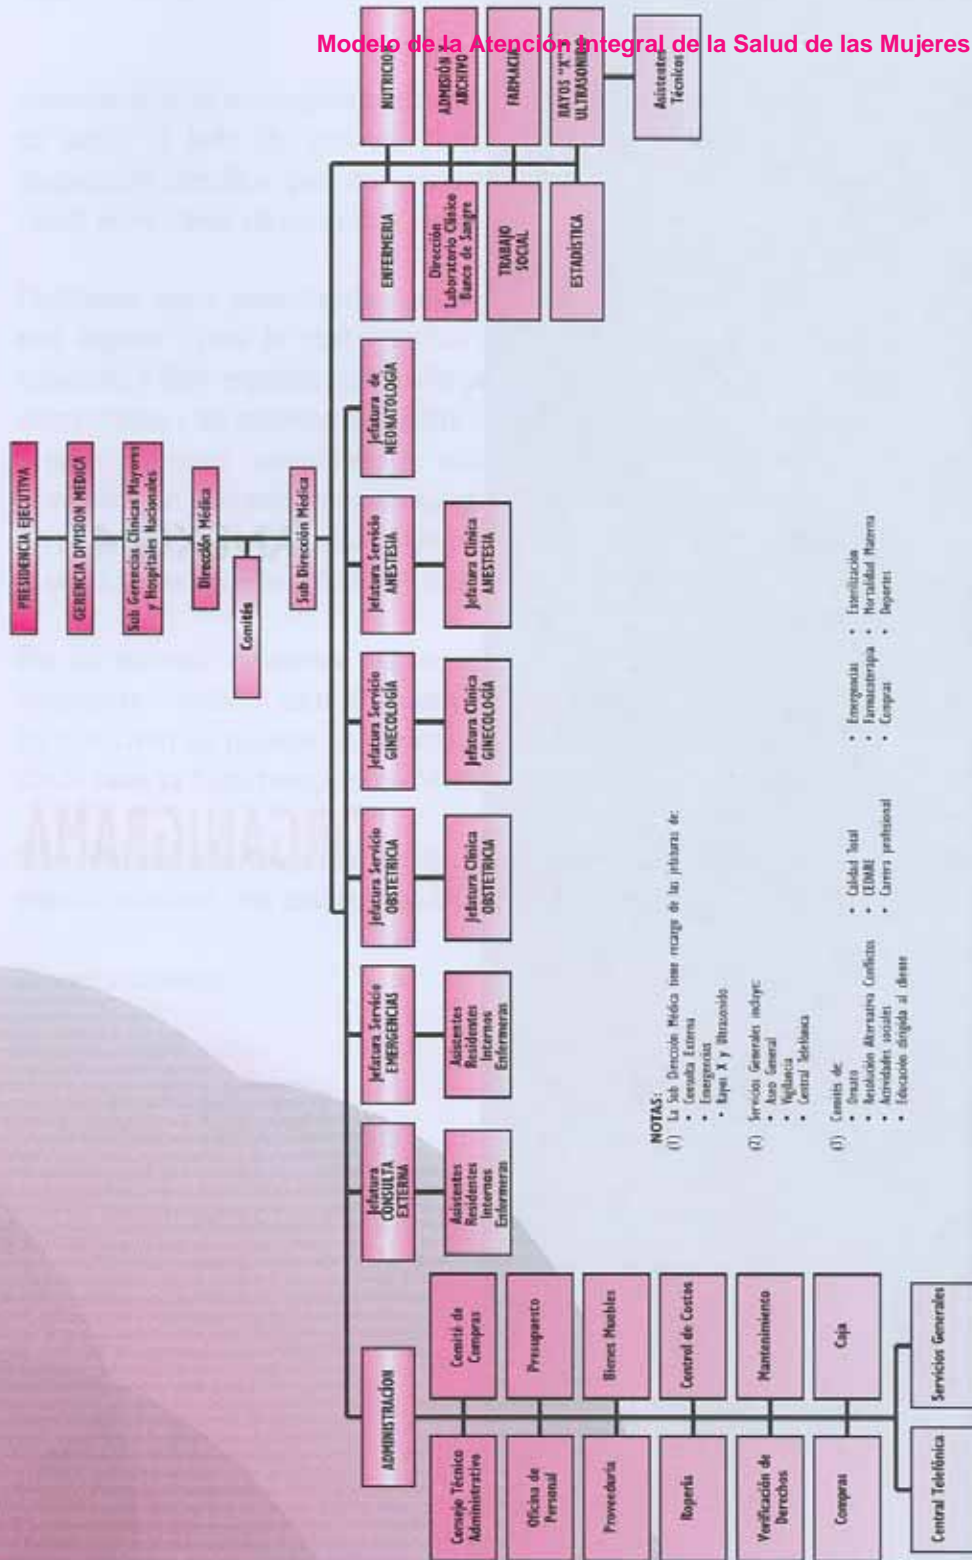 Modelo de la Atención Integral de la Salud de las Mujeres
PRESIDENCIA EJECUTIVA
GERENCIA DIVISION MEDICA
Sub Gerencias Clínicas Mayores
y Hospitales Nacionales
Dirección Médica
Comités
Sub Dirección Médica
ADMINISTRACION
Consejo Técnico
Administrativo
Comité de
Compras
Oficina de
Personal
Presupuesto
Proveeduría
Bienes Muebles
Ropería
Control de Costos
Verificación de
Derechos
Mantenimiento
Compras
Caja
Central Telefónica
Servicios Generales
Jefatura
CONSULTA
EXTERNA
Asistentes
Residentes
Internos
Enfermeras
Jefatura Servicio
EMERGENCIAS
Asistentes
Residentes
Internos
Enfermeras
Jefatura Servicio
OBSTETRICIA
Jefatura Clínica
OBSTETRICIA
Jefatura Servicio
GINECOLOGÍA
Jefatura Clínica
GINECOLOGÍA
Jefatura Servicio
ANESTESIA
Jefatura Clínica
ANESTESIA
Jefatura de
NEONATOLOGÍA
ENFERMERIA
NUTRICION
Dirección
Laboratorio Clínico
Banco de Sangre
ADMISIÓN Y
ARCHIVO
TRABAJO
SOCIAL
FARMACIA
ESTADÍSTICA
RAYOS "X" Y
ULTRASONIDO
Asistentes
Técnicos
NOTAS:
(1) La Sub Dirección Médica tiene recargo de las jefaturas de:
• Consulta Externa
• Emergencias
• Rayos X y Ultrasonido
(2) Servicios Generales incluye:
• Aseo General
• Vigilancia
• Central Telefónica
(3) Comités de:
• Resolución Alternativa Conflictos
• Actividades sociales
• Educación dirigida al cliente
• Calidad Total
• Carrera profesional
• Emergencias
• Farmacoterapia
• Compras
• Esterilización
• Mortalidad Materna
• Deportes
ORGANIGRAMA